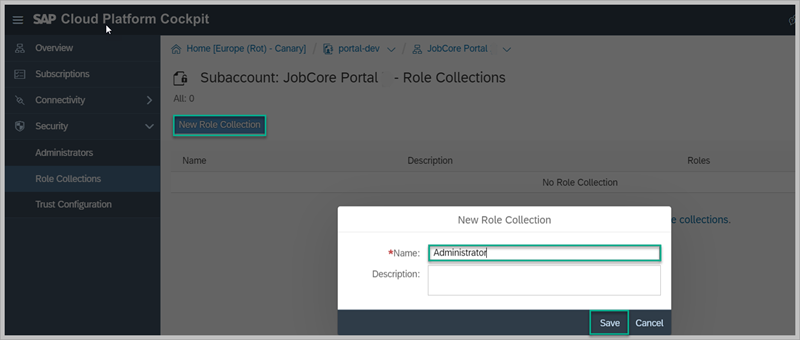 SAP Cloud Platform Cockpit
Overview
Subscriptions
Connectivity
Security
Administrators
Role Collections
Trust Configuration
Home [Europe (Rot) - Canary] / portal-dev / JobCore Portal
Subaccount: JobCore Portal - Role Collections
All: 0
New Role Collection
Name Description Roles
No Role Collection
e collections.
New Role Collection
*Name: Administrator
Description:
Save Cancel